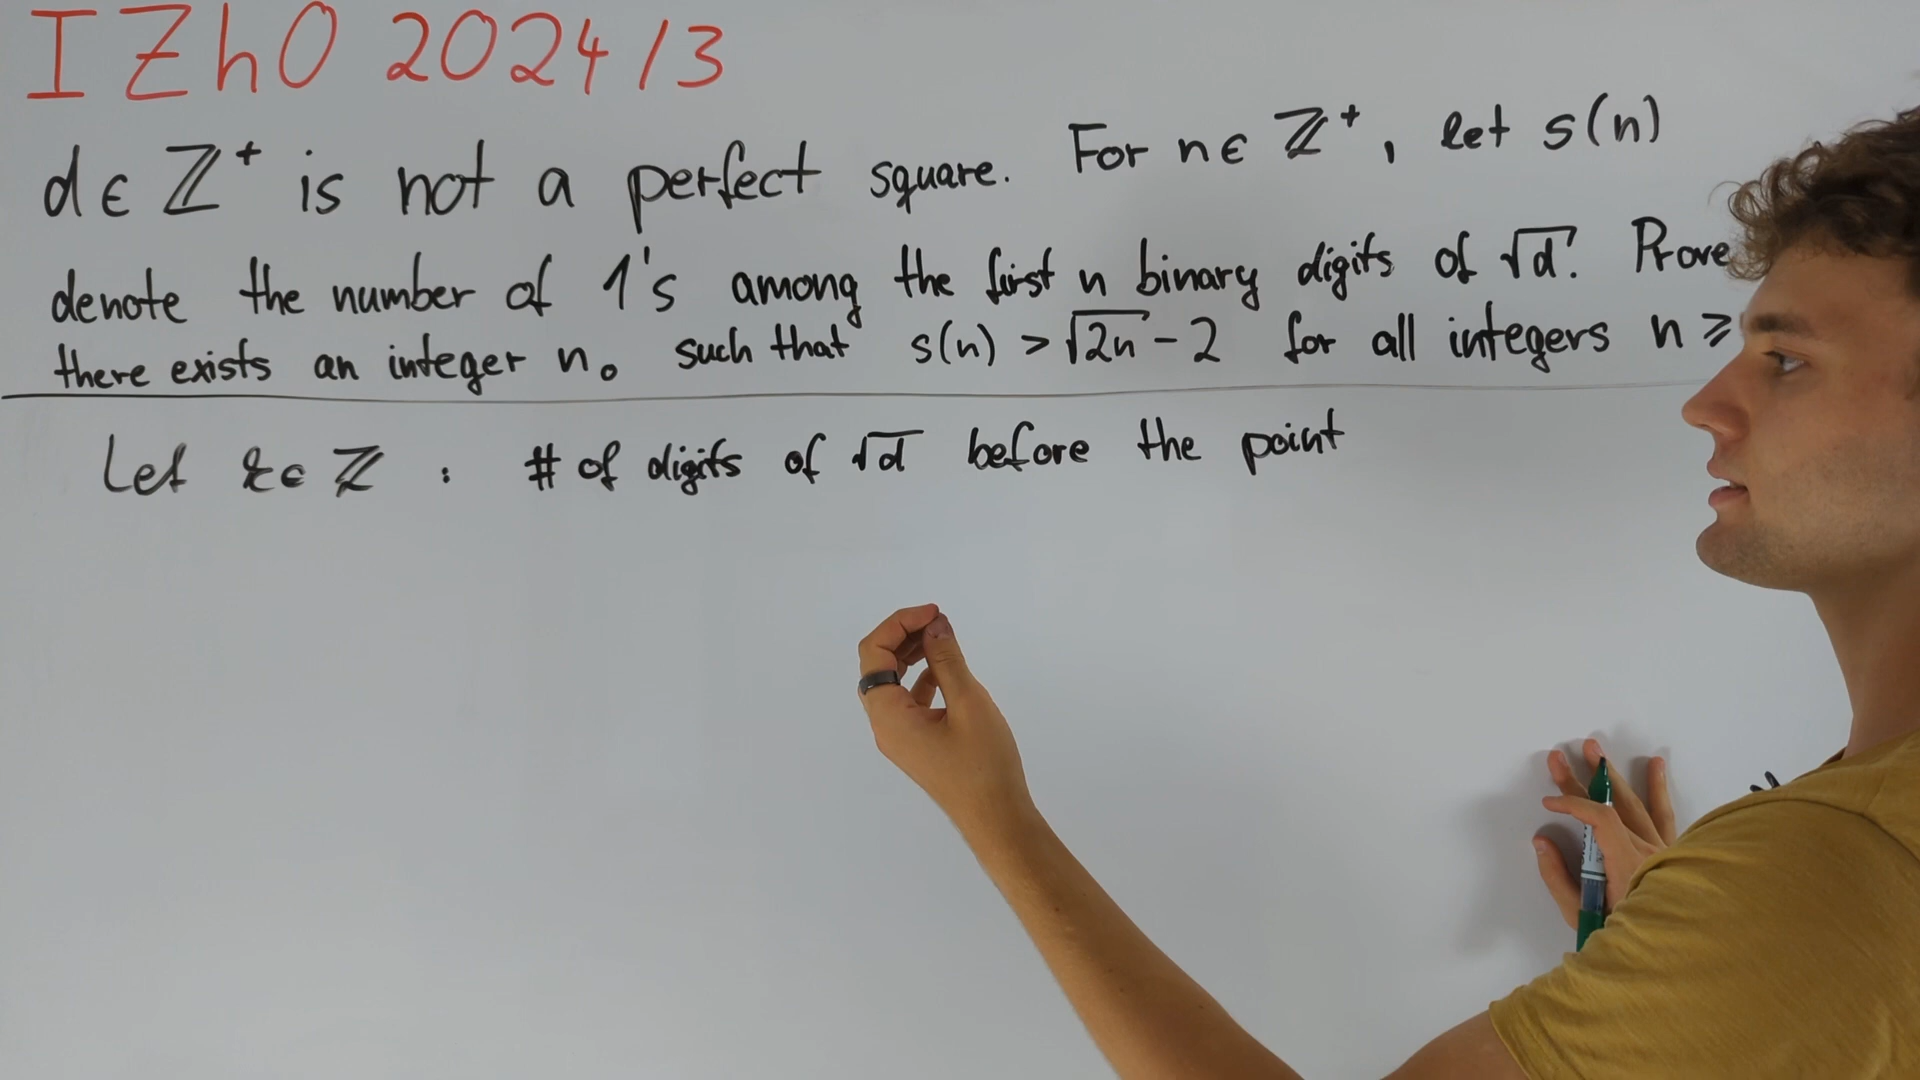 IZhO 2024/3
d ∈ ℤ⁺ is not a perfect square. For n ∈ ℤ⁺, let s(n)
denote the number of 1's among the first n binary digits of √d. Prove
there exists an integer n₀ such that s(n) > √2n - 2 for all integers n ≥
Let k ∈ ℤ : # of digits of √d before the point